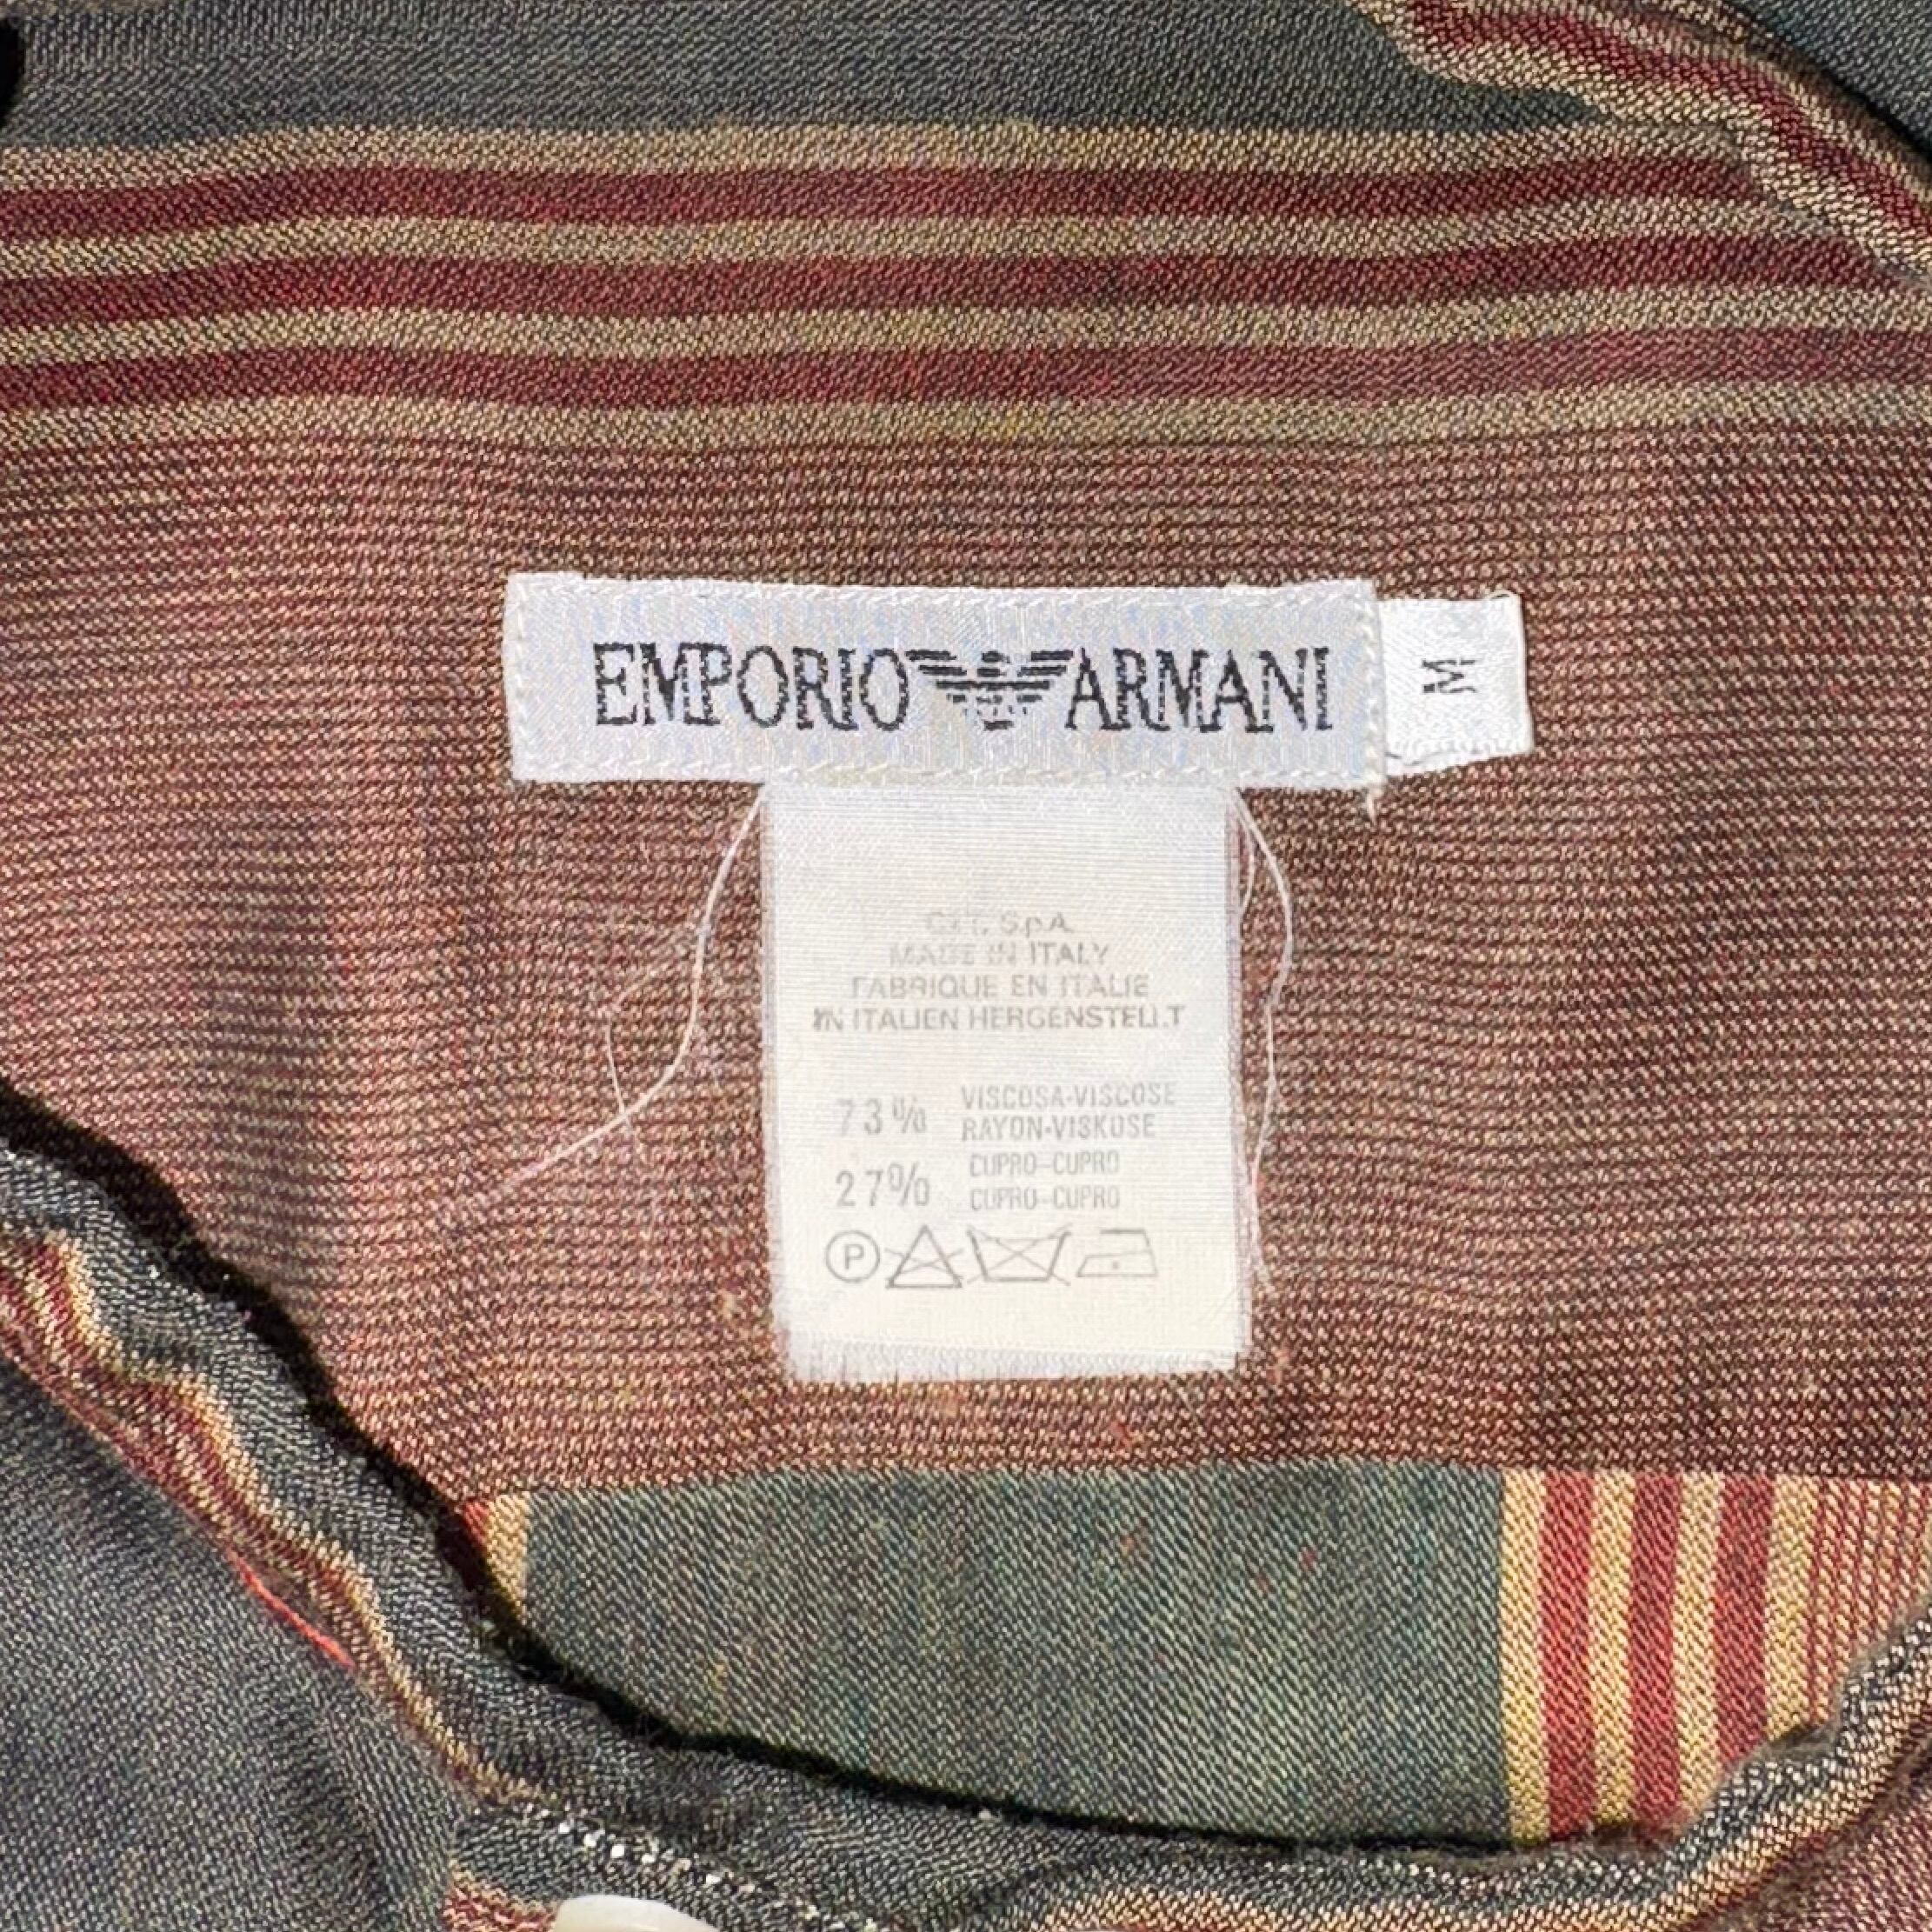 EMPORIO ARMANI
M
S.p.A.
MADE IN ITALY
FABRIQUE EN ITALIE
IN ITALIEN HERGENSTELLT
73% VISCOSA-VISCOSE
RAYON-VISKOSE
27% CUPRO-CUPRO
CUPRO-CUPRO
P